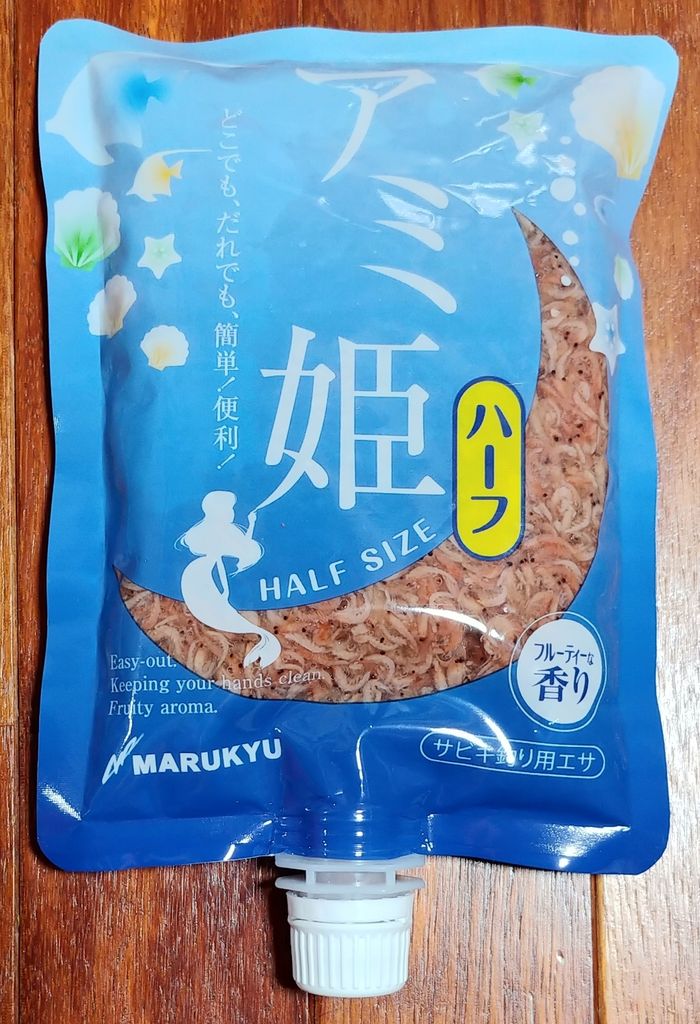 アミ姫
どこでも、だれでも、簡単！便利！
ハーフ
HALF SIZE
フルーティーな
香り
Easy-out.
Keeping your hands clean.
Fruity aroma.
MARUKYU
サビキ釣り用エサ